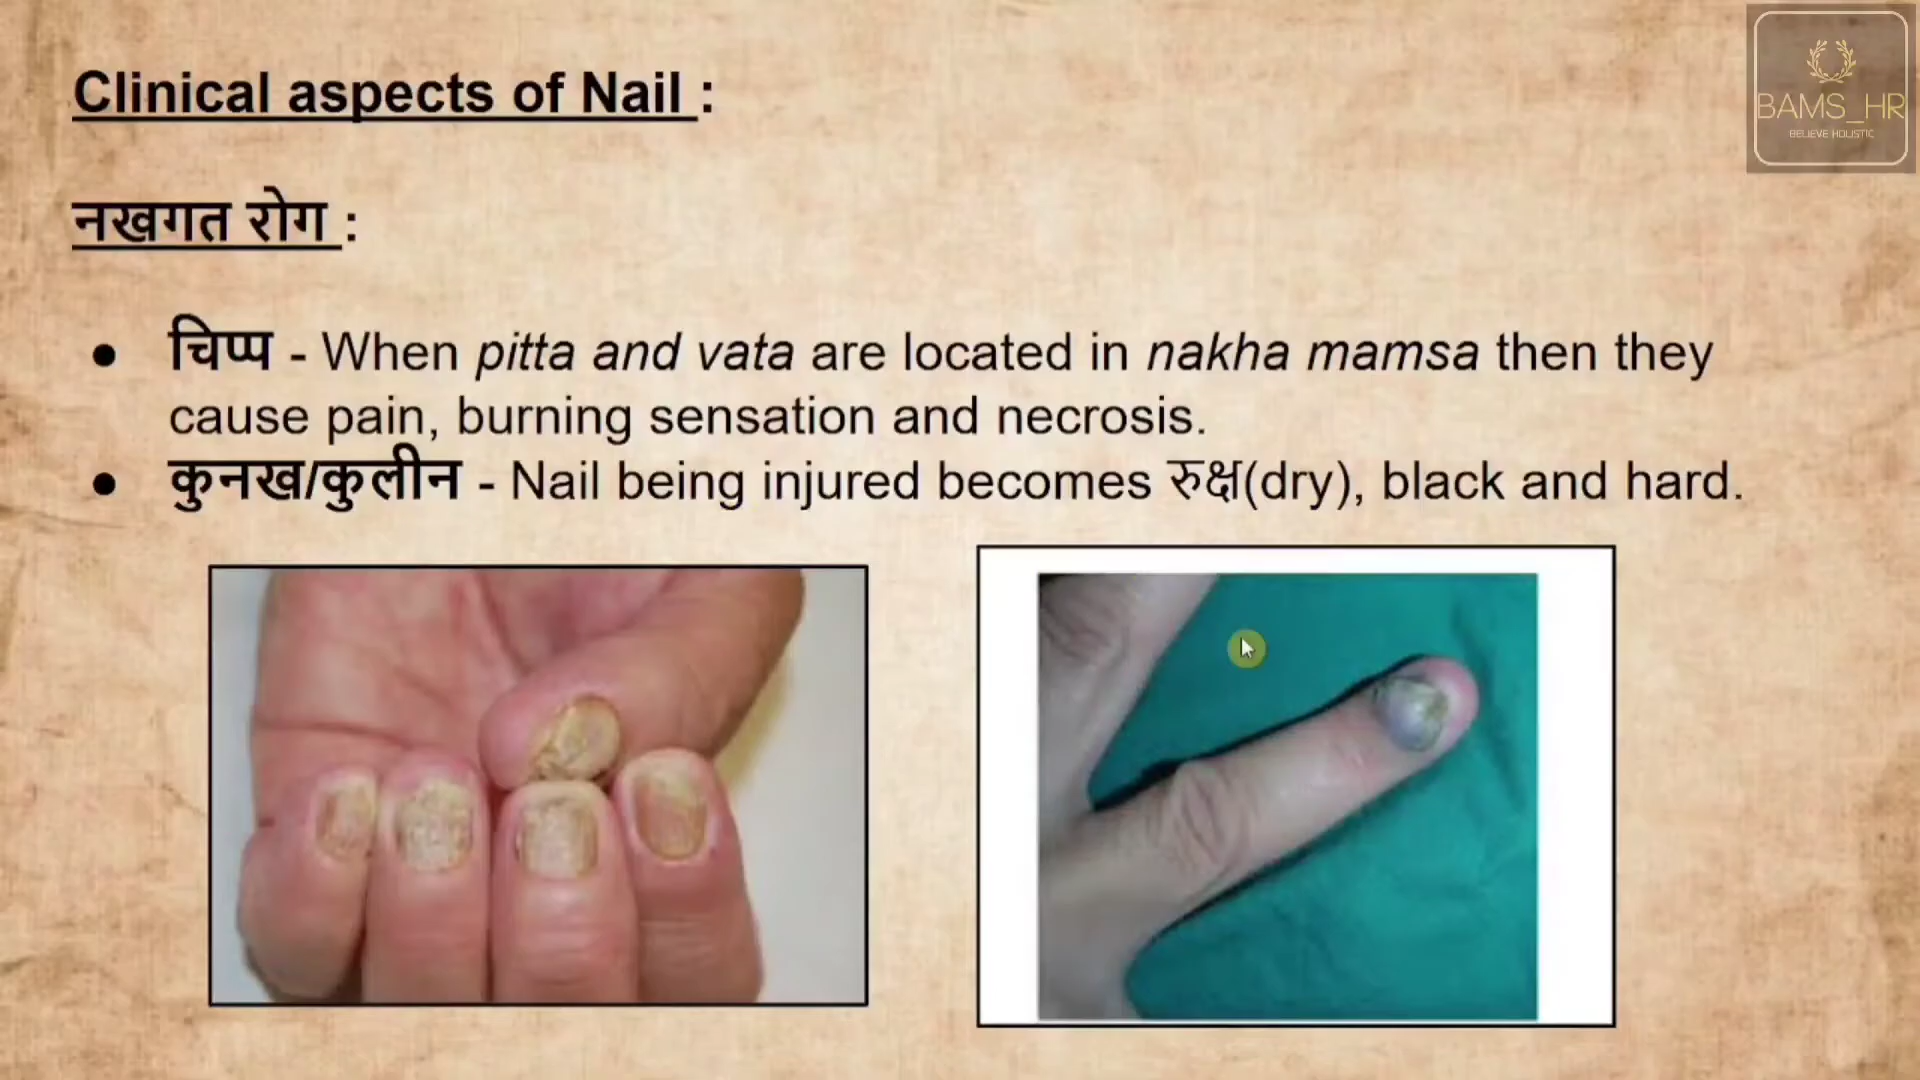 Clinical aspects of Nail :
BAMS_HR
BELIEVE HOLISTIC
नखगत रोग :
● चिप्प - When pitta and vata are located in nakha mamsa then they
cause pain, burning sensation and necrosis.
● कुनख/कुलीन - Nail being injured becomes रुक्ष(dry), black and hard.